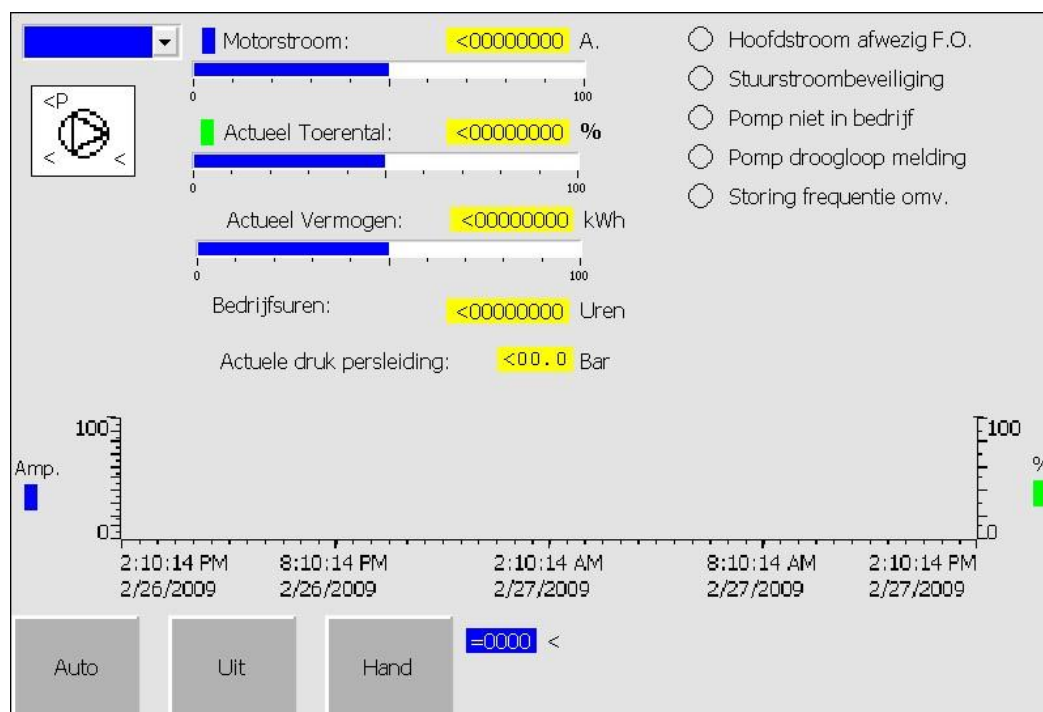 Motorstroom: <00000000 A.
0 100
<P
< <
Actueel Toerental: <00000000 %
0 100
Actueel Vermogen: <00000000 kWh
0 100
Bedrijfsuren: <00000000 Uren
Actuele druk persleiding: <00.0 Bar
Hoofdstroom afwezig F.O.
Stuurstroombeveiliging
Pomp niet in bedrijf
Pomp droogloop melding
Storing frequentie omv.
100 100
Amp. %
0 0
2:10:14 PM 8:10:14 PM 2:10:14 AM 8:10:14 AM 2:10:14 PM
2/26/2009 2/26/2009 2/27/2009 2/27/2009 2/27/2009
=0000 <
Auto Uit Hand